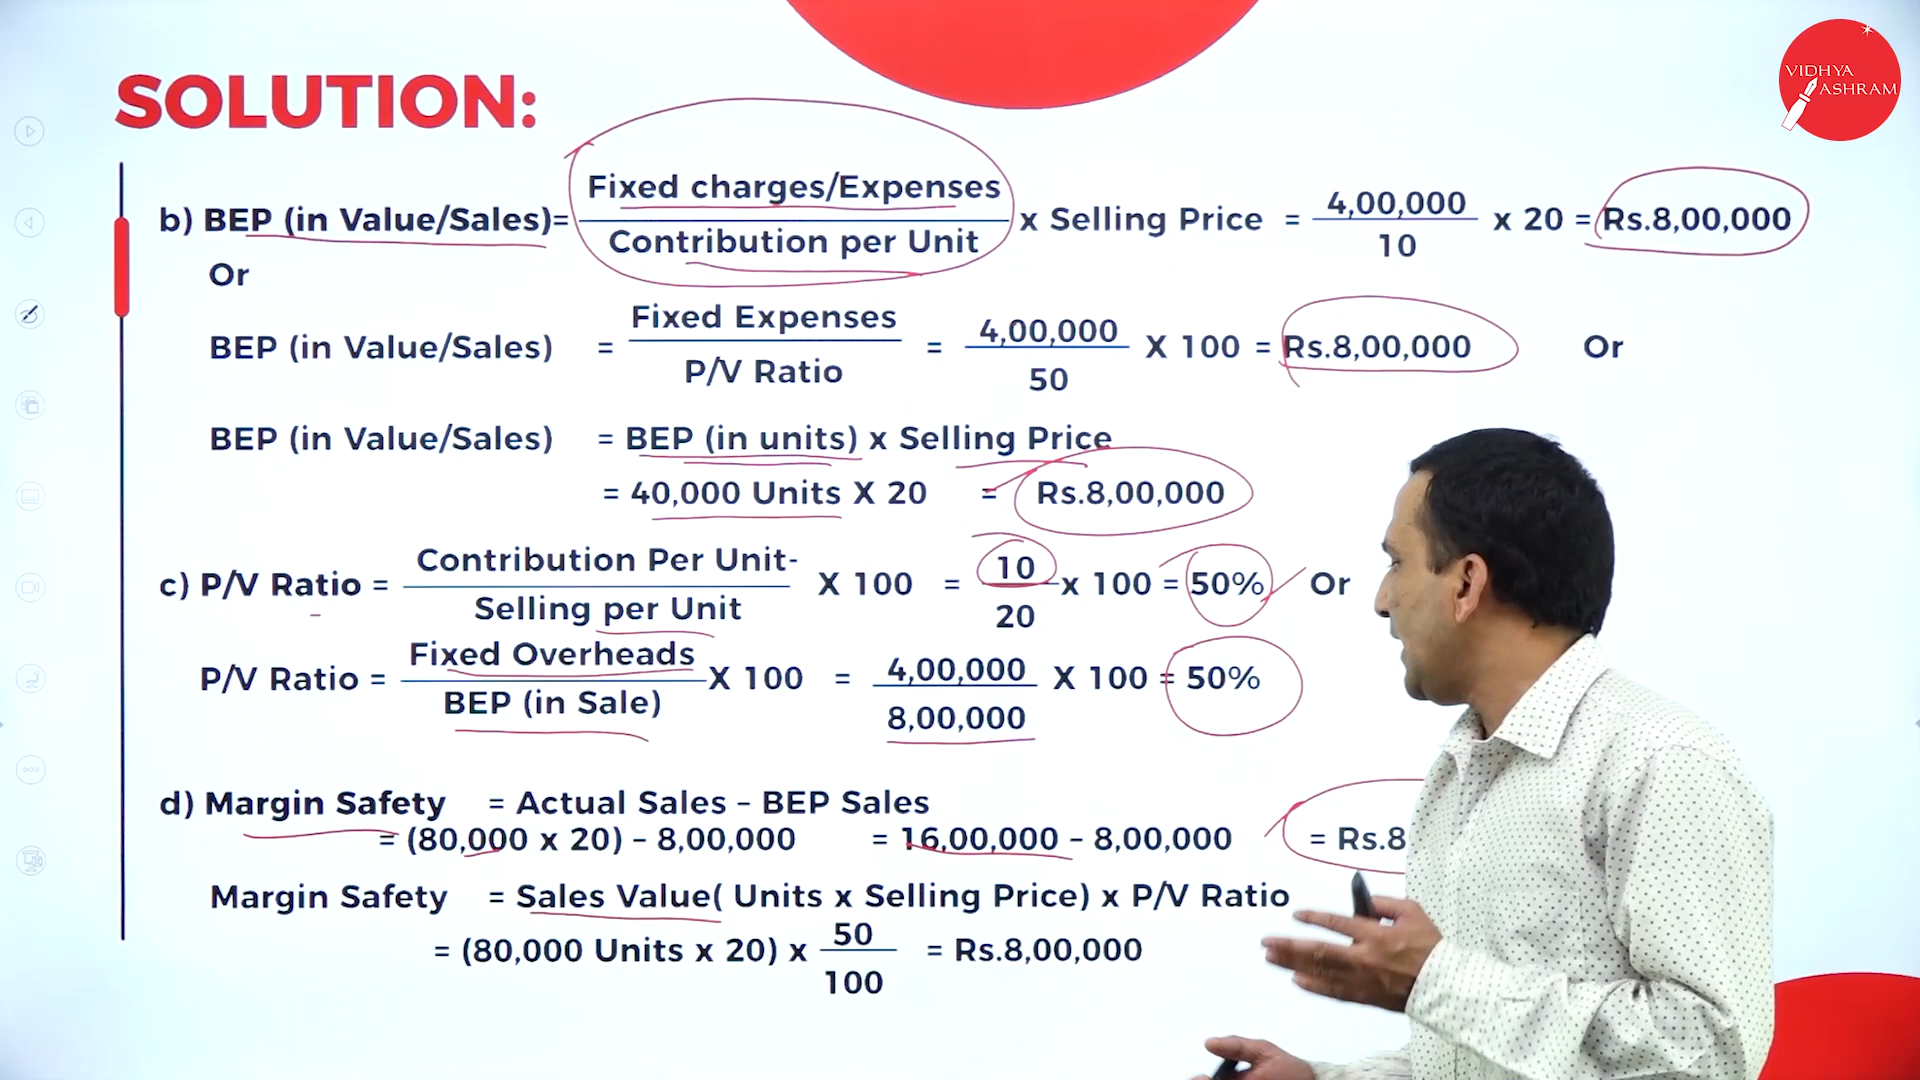 VIDHYA
ASHRAM
SOLUTION:
b) BEP (in Value/Sales)= Fixed charges/Expenses / Contribution per Unit x Selling Price = 4,00,000 / 10 x 20 = Rs.8,00,000
Or
BEP (in Value/Sales) = Fixed Expenses / P/V Ratio = 4,00,000 / 50 X 100 = Rs.8,00,000 Or
BEP (in Value/Sales) = BEP (in units) x Selling Price
= 40,000 Units X 20 = Rs.8,00,000
c) P/V Ratio = Contribution Per Unit- / Selling per Unit X 100 = 10 / 20 x 100 = 50% Or
P/V Ratio = Fixed Overheads / BEP (in Sale) X 100 = 4,00,000 / 8,00,000 X 100 = 50%
d) Margin Safety = Actual Sales - BEP Sales
= (80,000 x 20) - 8,00,000 = 16,00,000 - 8,00,000 = Rs.8
Margin Safety = Sales Value( Units x Selling Price) x P/V Ratio
= (80,000 Units x 20) x 50 / 100 = Rs.8,00,000